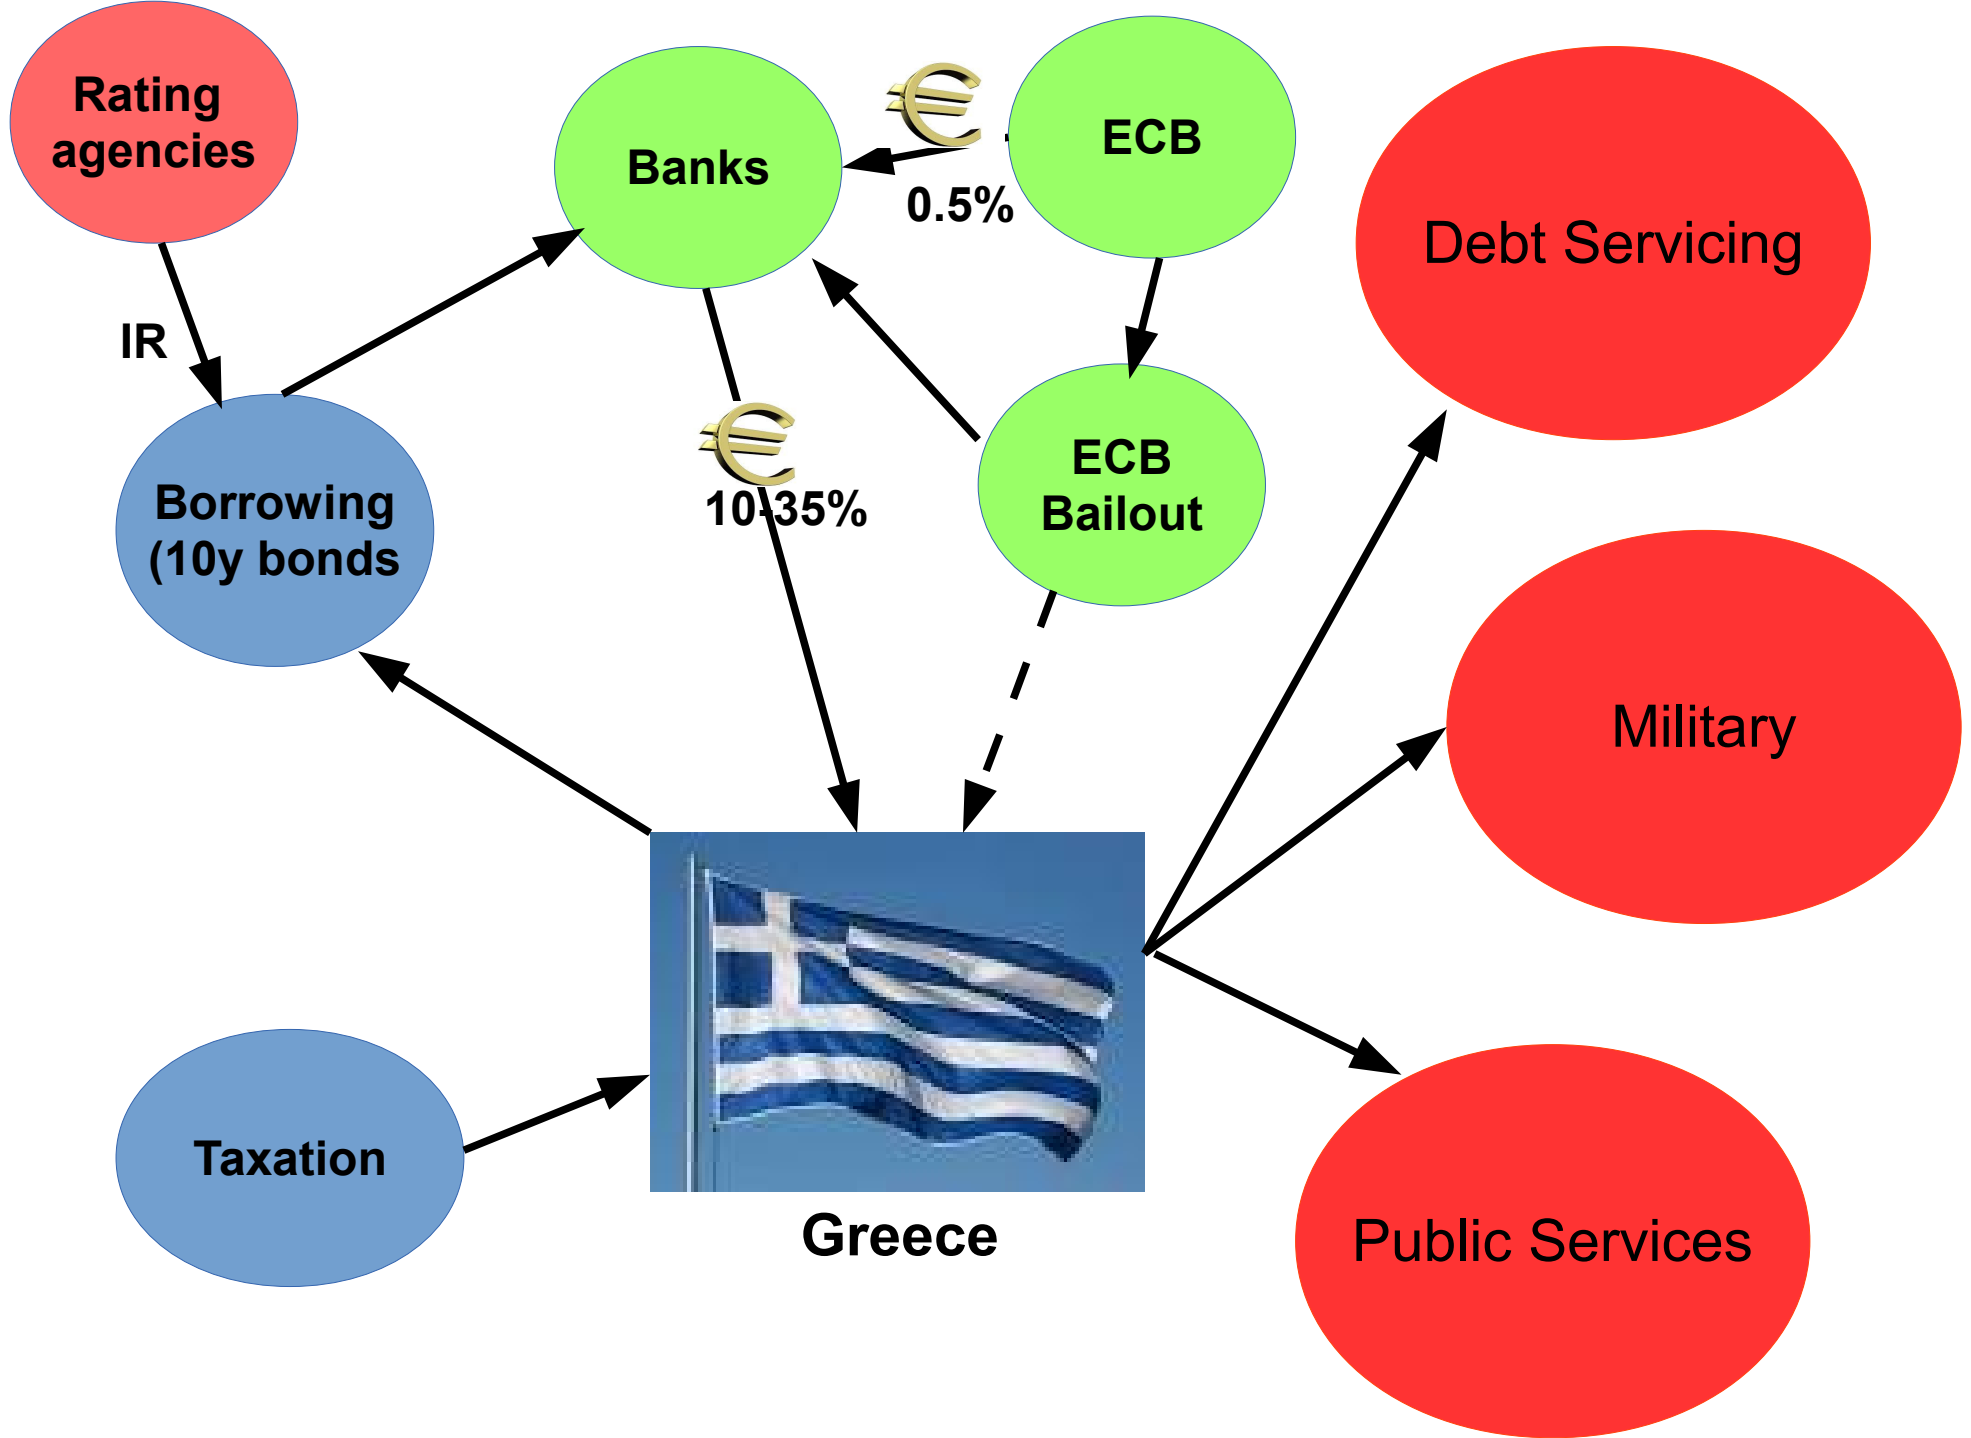 Rating
agencies
Banks
ECB
0.5%
Debt Servicing
IR
Borrowing
(10y bonds
10-35%
ECB
Bailout
Military
Taxation
Greece
Public Services